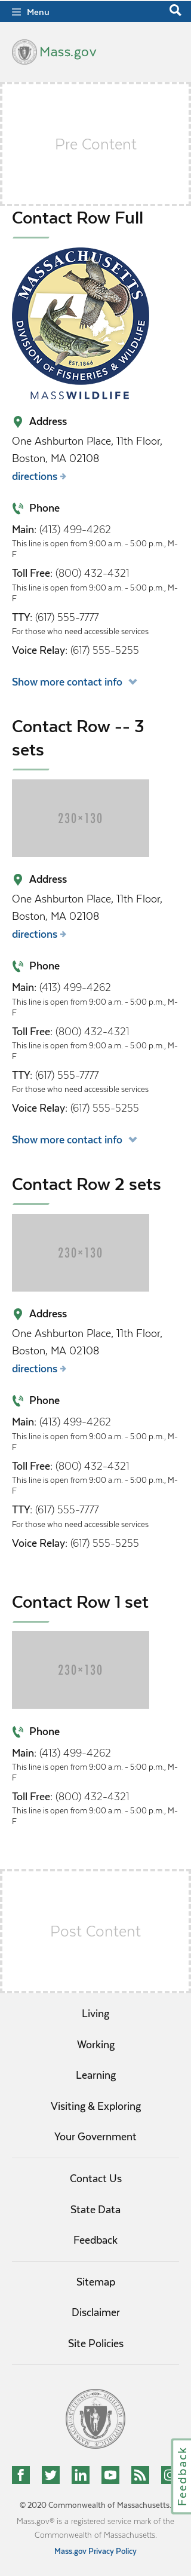 Menu
Mass.gov
Pre Content
Contact Row Full
MASSACHUSETTS
DIVISION OF FISHERIES & WILDLIFE
EST.1866
MASSWILDLIFE
Address
One Ashburton Place, 11th Floor,
Boston, MA 02108
directions
Phone
Main: (413) 499-4262
This line is open from 9:00 a.m. - 5:00 p.m., M-
F
Toll Free: (800) 432-4321
This line is open from 9:00 a.m. - 5:00 p.m., M-
F
TTY: (617) 555-7777
For those who need accessible services
Voice Relay: (617) 555-5255
Show more contact info
Contact Row -- 3
sets
230×130
Address
One Ashburton Place, 11th Floor,
Boston, MA 02108
directions
Phone
Main: (413) 499-4262
This line is open from 9:00 a.m. - 5:00 p.m., M-
F
Toll Free: (800) 432-4321
This line is open from 9:00 a.m. - 5:00 p.m., M-
F
TTY: (617) 555-7777
For those who need accessible services
Voice Relay: (617) 555-5255
Show more contact info
Contact Row 2 sets
230×130
Address
One Ashburton Place, 11th Floor,
Boston, MA 02108
directions
Phone
Main: (413) 499-4262
This line is open from 9:00 a.m. - 5:00 p.m., M-
F
Toll Free: (800) 432-4321
This line is open from 9:00 a.m. - 5:00 p.m., M-
F
TTY: (617) 555-7777
For those who need accessible services
Voice Relay: (617) 555-5255
Contact Row 1 set
230×130
Phone
Main: (413) 499-4262
This line is open from 9:00 a.m. - 5:00 p.m., M-
F
Toll Free: (800) 432-4321
This line is open from 9:00 a.m. - 5:00 p.m., M-
F
Post Content
Living
Working
Learning
Visiting & Exploring
Your Government
Contact Us
State Data
Feedback
Sitemap
Disclaimer
Site Policies
Feedback
© 2020 Commonwealth of Massachusetts.
Mass.gov® is a registered service mark of the
Commonwealth of Massachusetts.
Mass.gov Privacy Policy